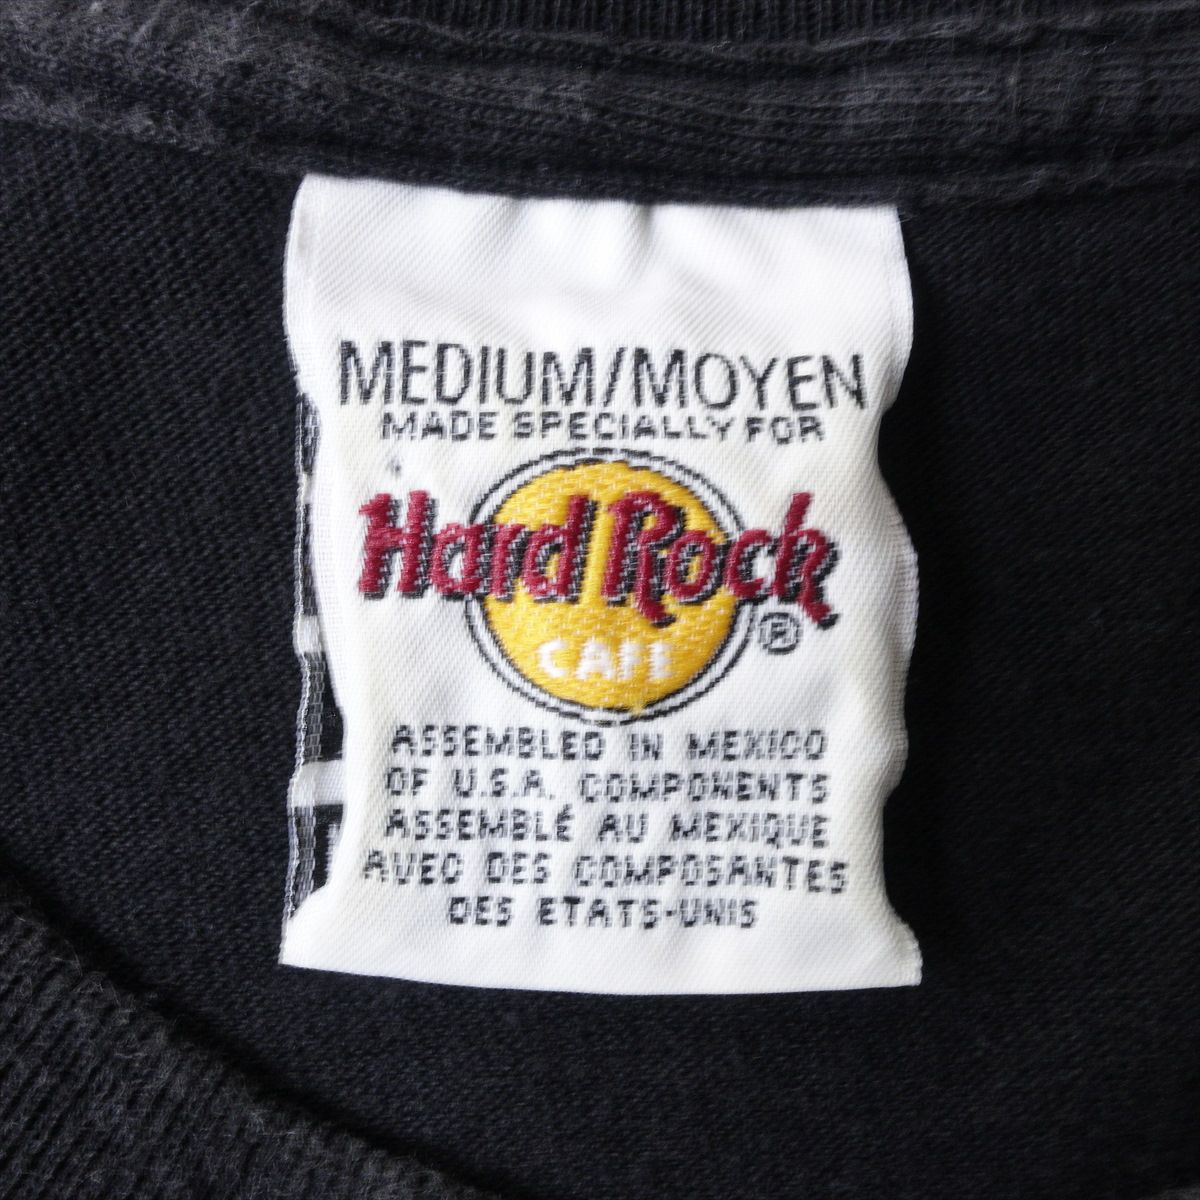 MEDIUM/MOYEN
MADE SPECIALLY FOR
Hard Rock
CAFE ®
ASSEMBLED IN MEXICO
OF U.S.A. COMPONENTS
ASSEMBLÉ AU MEXIQUE
AVEC DES COMPOSANTES
DES ETATS-UNIS